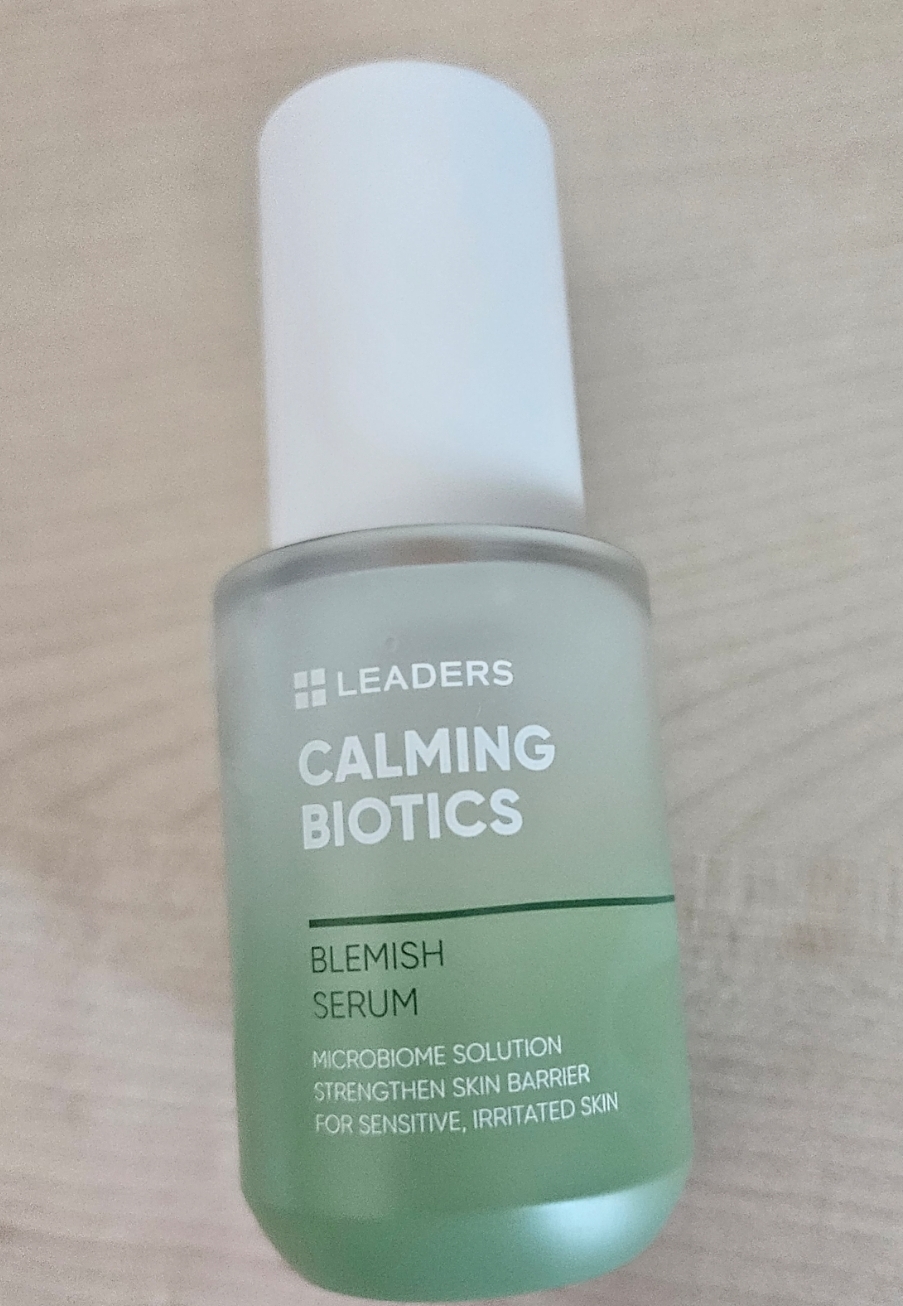 LEADERS
CALMING
BIOTICS
BLEMISH
SERUM
MICROBIOME SOLUTION
STRENGTHEN SKIN BARRIER
FOR SENSITIVE, IRRITATED SKIN